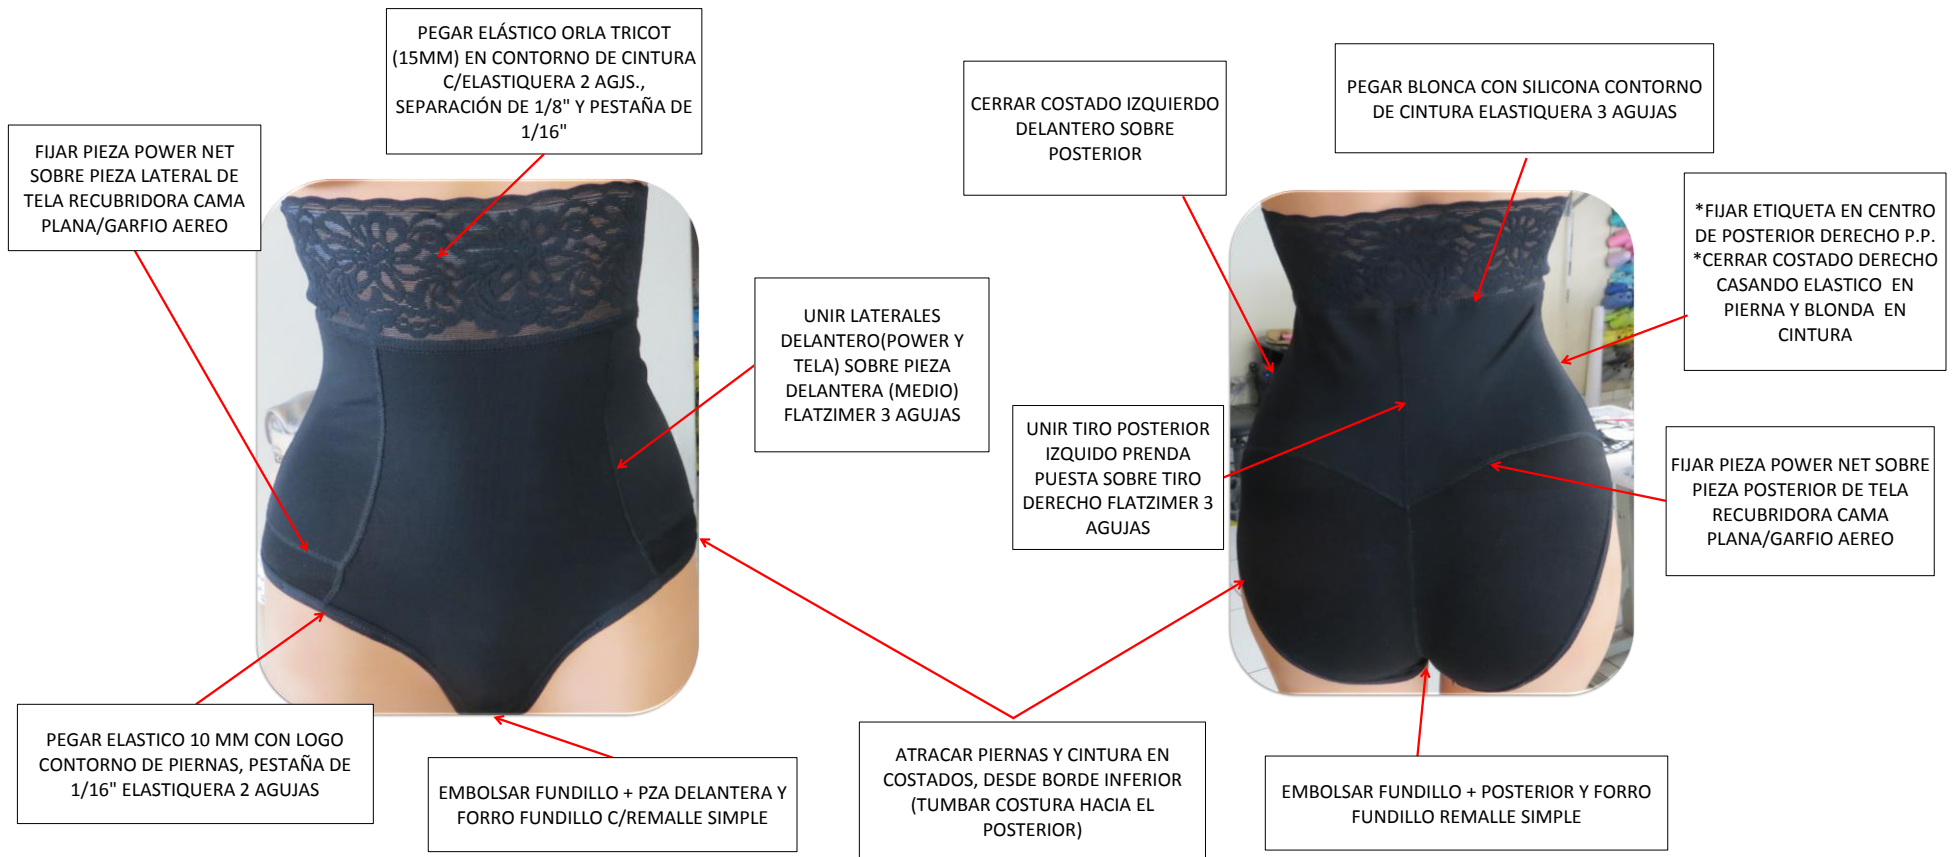 PEGAR ELÁSTICO ORLA TRICOT
(15MM) EN CONTORNO DE CINTURA
C/ELASTIQUERA 2 AGJS.,
SEPARACIÓN DE 1/8" Y PESTAÑA DE
1/16"
FIJAR PIEZA POWER NET
SOBRE PIEZA LATERAL DE
TELA RECUBRIDORA CAMA
PLANA/GARFIO AEREO
UNIR LATERALES
DELANTERO(POWER Y
TELA) SOBRE PIEZA
DELANTERA (MEDIO)
FLATZIMER 3 AGUJAS
PEGAR ELASTICO 10 MM CON LOGO
CONTORNO DE PIERNAS, PESTAÑA DE
1/16" ELASTIQUERA 2 AGUJAS
EMBOLSAR FUNDILLO + PZA DELANTERA Y
FORRO FUNDILLO C/REMALLE SIMPLE
CERRAR COSTADO IZQUIERDO
DELANTERO SOBRE
POSTERIOR
PEGAR BLONCA CON SILICONA CONTORNO
DE CINTURA ELASTIQUERA 3 AGUJAS
*FIJAR ETIQUETA EN CENTRO
DE POSTERIOR DERECHO P.P.
*CERRAR COSTADO DERECHO
CASANDO ELASTICO EN
PIERNA Y BLONDA EN
CINTURA
UNIR TIRO POSTERIOR
IZQUIDO PRENDA
PUESTA SOBRE TIRO
DERECHO FLATZIMER 3
AGUJAS
FIJAR PIEZA POWER NET SOBRE
PIEZA POSTERIOR DE TELA
RECUBRIDORA CAMA
PLANA/GARFIO AEREO
ATRACAR PIERNAS Y CINTURA EN
COSTADOS, DESDE BORDE INFERIOR
(TUMBAR COSTURA HACIA EL
POSTERIOR)
EMBOLSAR FUNDILLO + POSTERIOR Y FORRO
FUNDILLO REMALLE SIMPLE